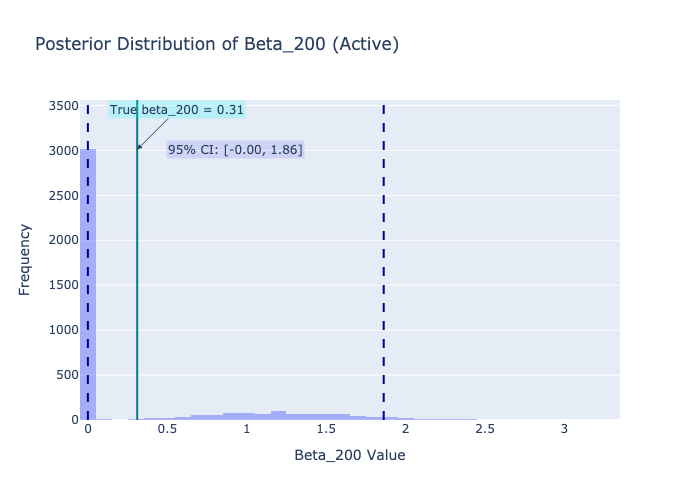 Posterior Distribution of Beta_200 (Active)
True beta_200 = 0.31
95% CI: [-0.00, 1.86]
3500
3000
2500
2000
1500
1000
500
0
Frequency
0 0.5 1 1.5 2 2.5 3
Beta_200 Value